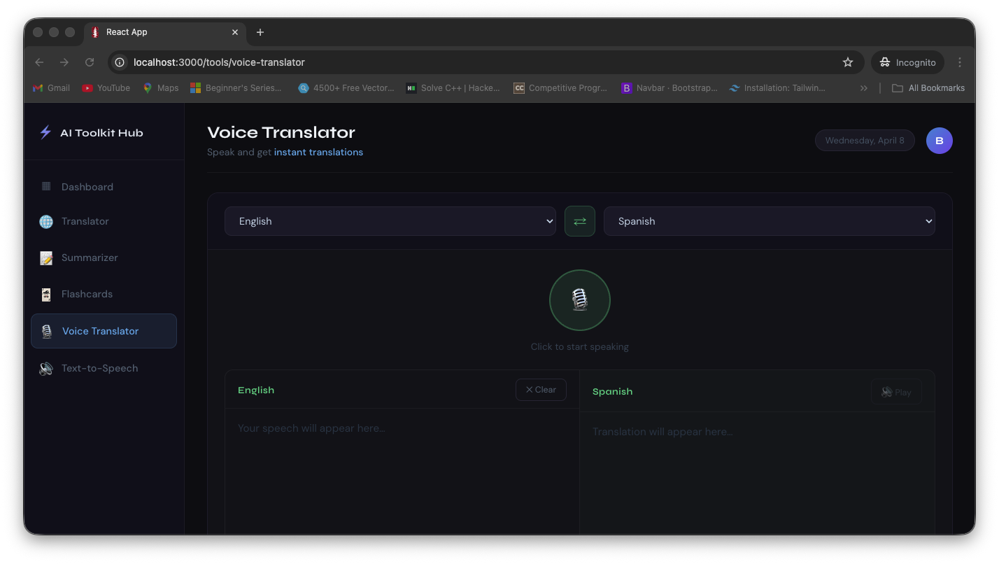 React App
localhost:3000/tools/voice-translator
Incognito
Gmail
YouTube
Maps
Beginner's Series...
4500+ Free Vector...
Solve C++ | Hacke...
Competitive Progr...
Navbar · Bootstrap...
Installation: Tailwin...
All Bookmarks
AI Toolkit Hub
Dashboard
Translator
Summarizer
Flashcards
Voice Translator
Text-to-Speech
Voice Translator
Speak and get instant translations
Wednesday, April 8
B
English
Spanish
Click to start speaking
English
✕ Clear
Your speech will appear here...
Spanish
Play
Translation will appear here...